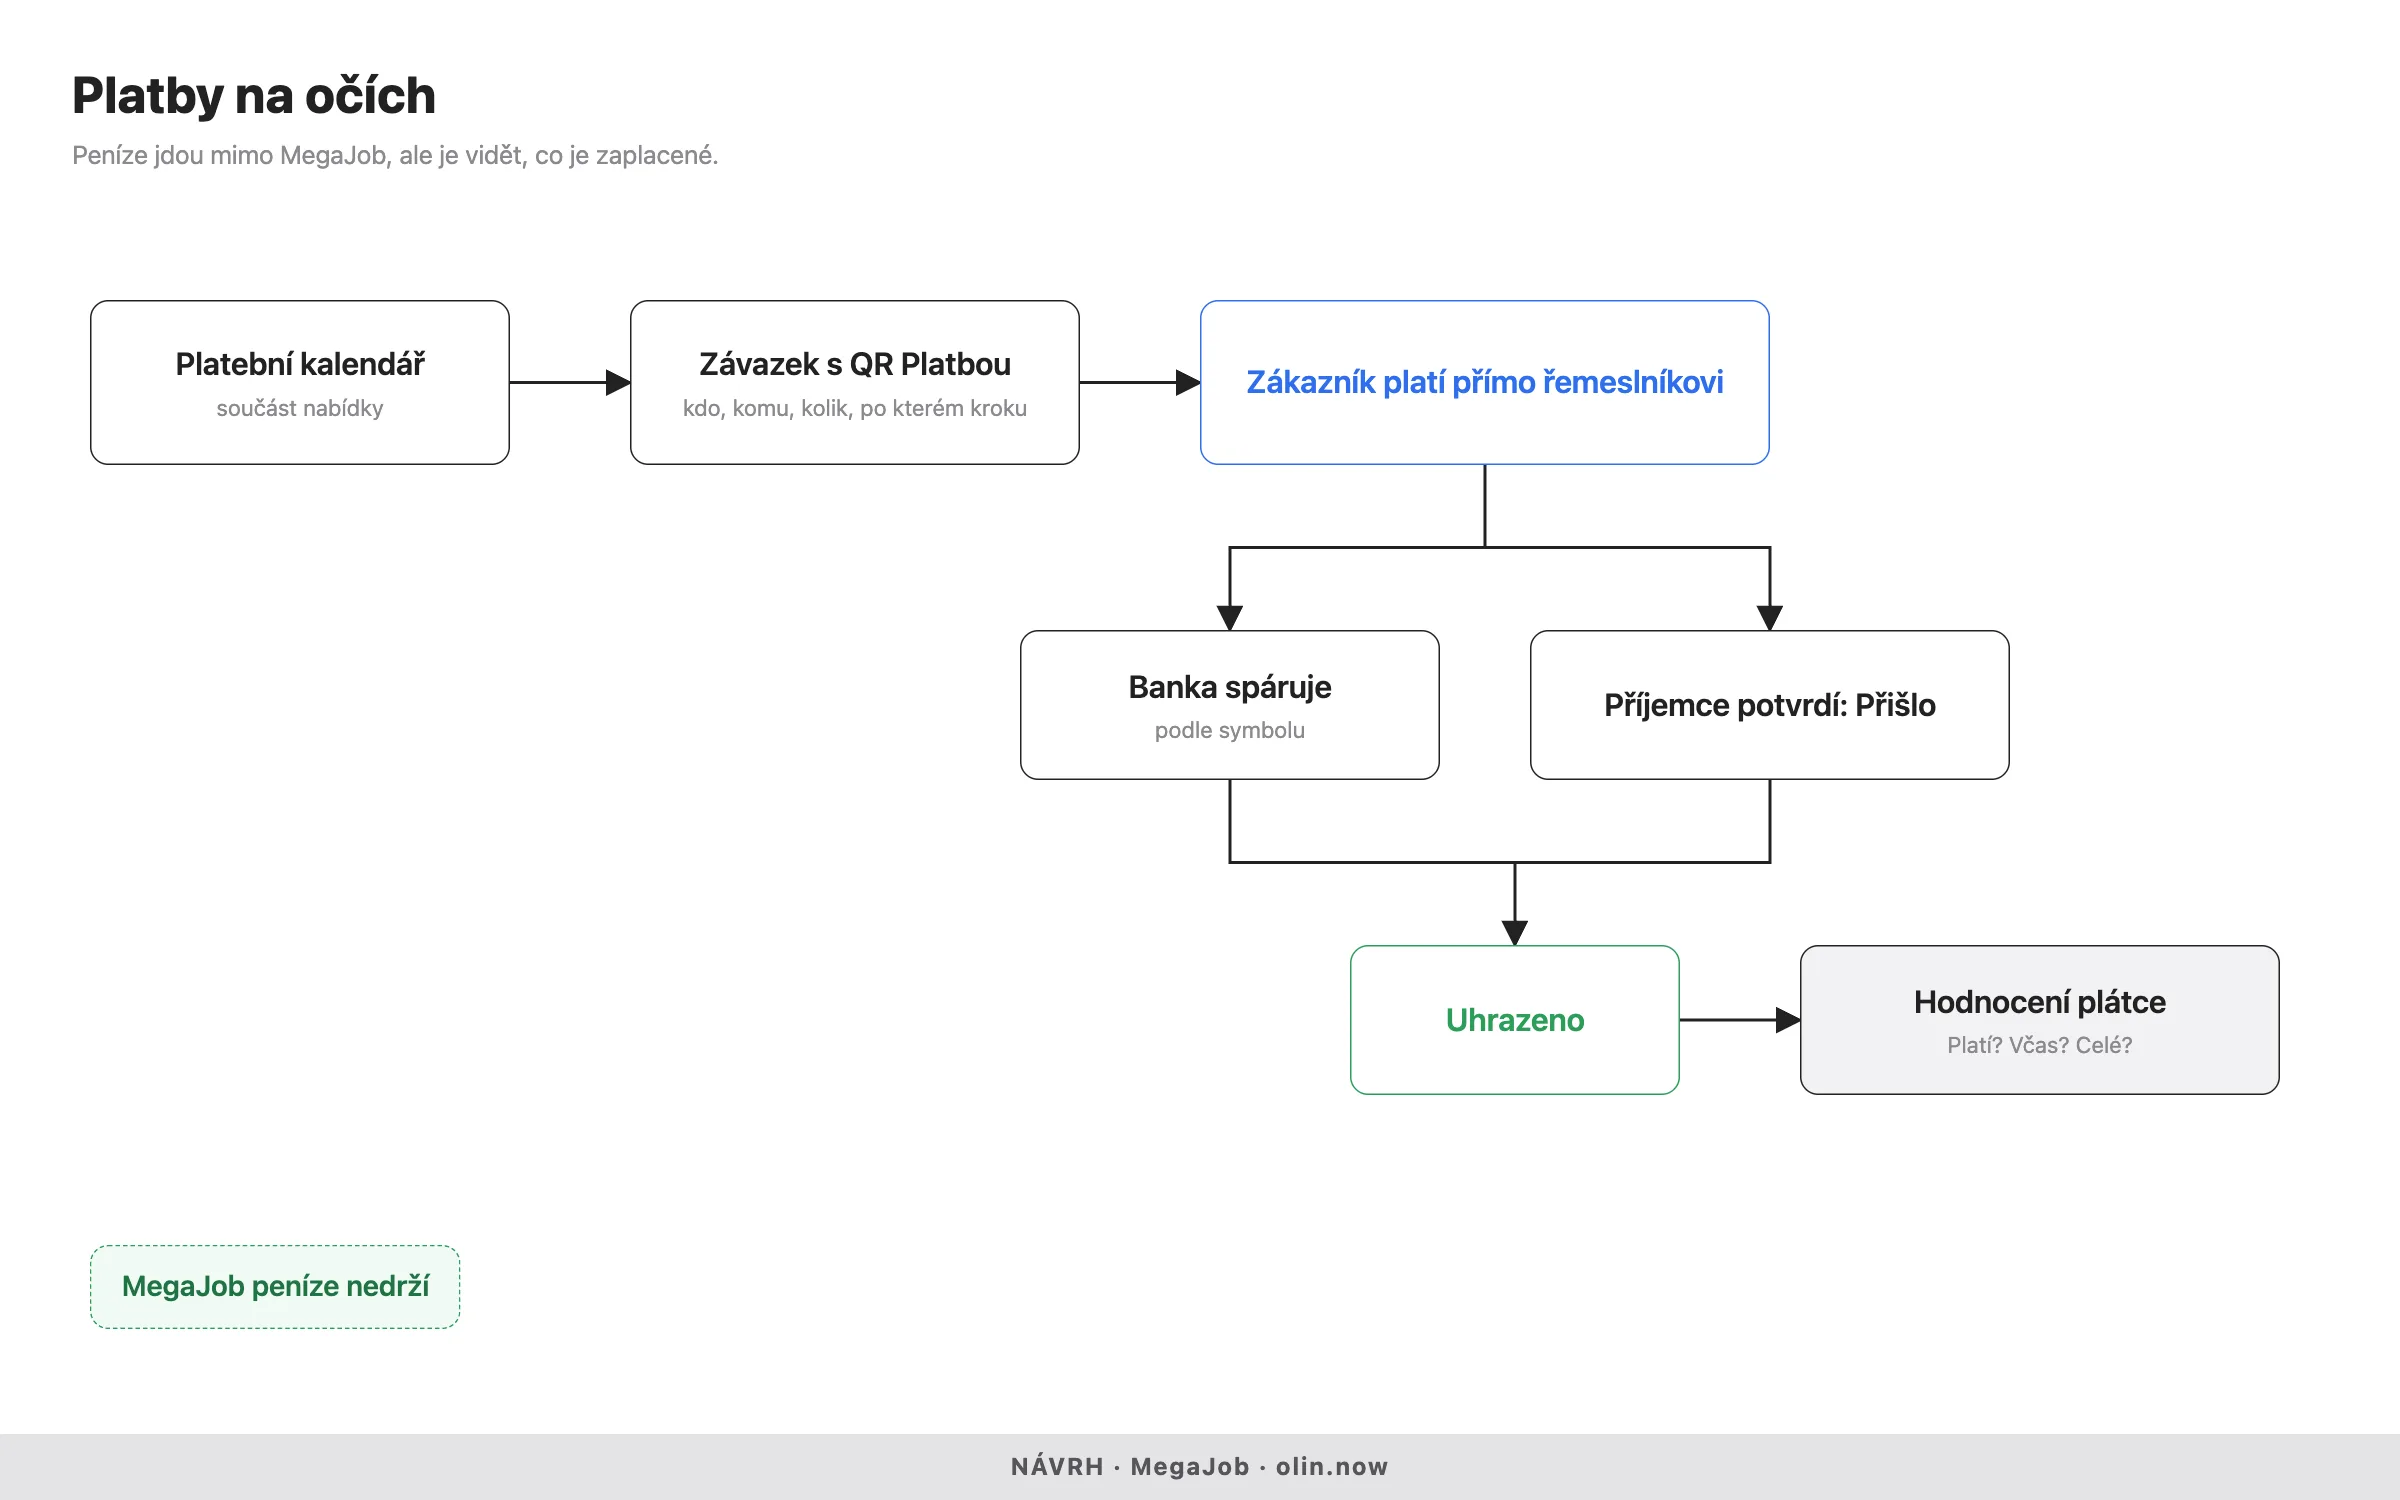 Platby na očích
Peníze jdou mimo MegaJob, ale je vidět, co je zaplacené.
Platební kalendář
součást nabídky
Závazek s QR Platbou
kdo, komu, kolik, po kterém kroku
Zákazník platí přímo řemeslníkovi
Banka spáruje
podle symbolu
Příjemce potvrdí: Přišlo
Uhrazeno
Hodnocení plátce
Platí? Včas? Celé?
MegaJob peníze nedrží
NÁVRH · MegaJob · olin.now